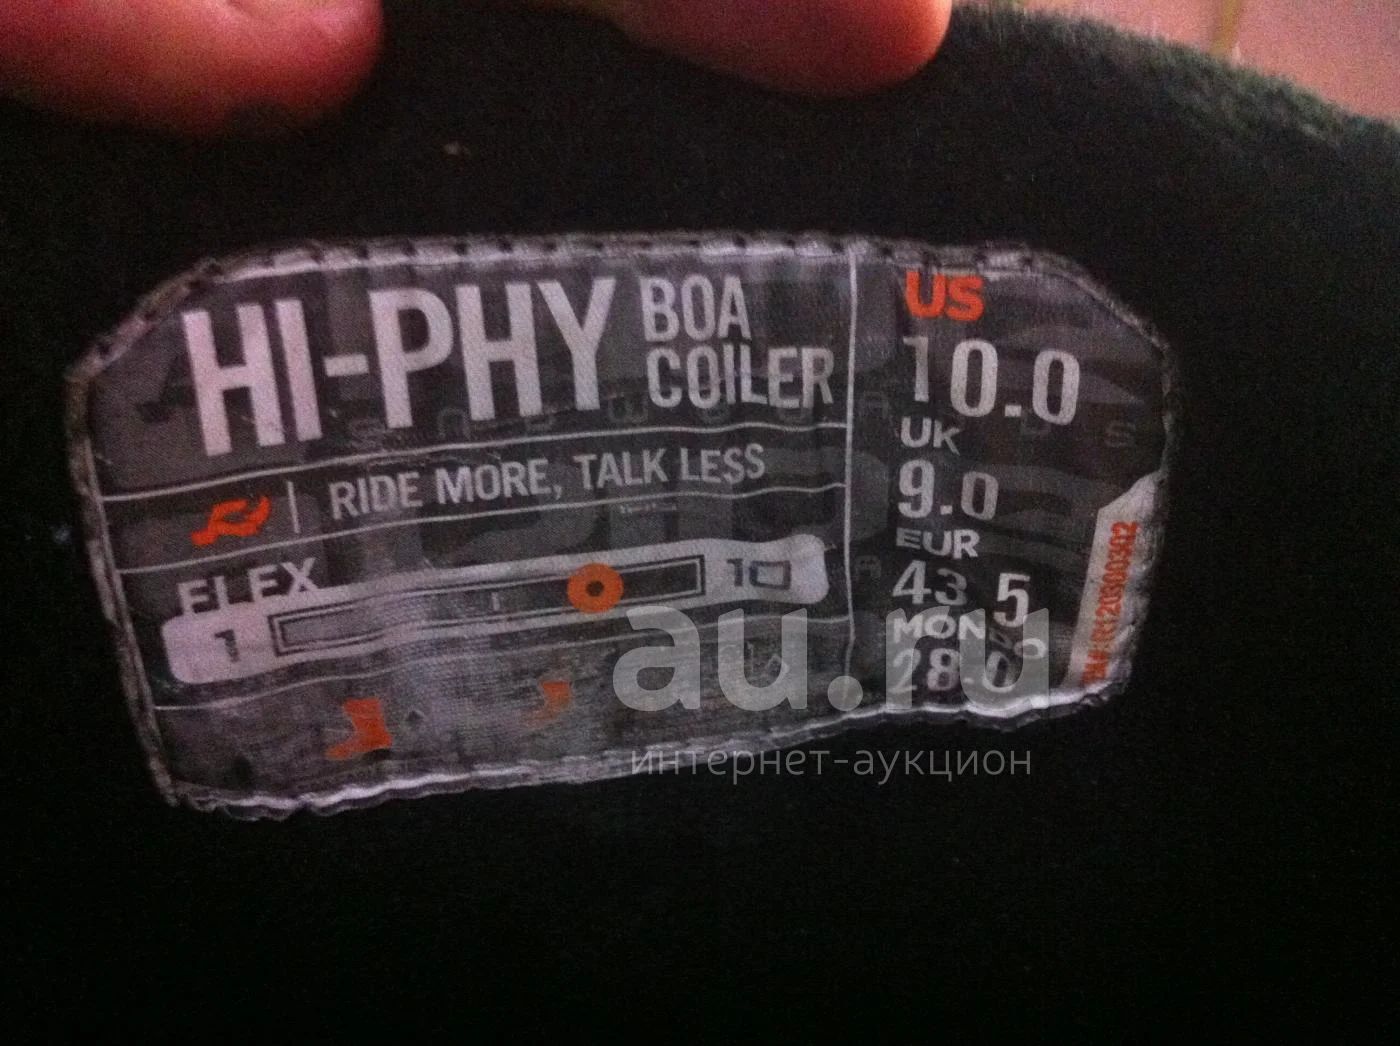 HI-PHY BOA COILER
RIDE MORE, TALK LESS
FLEX
1
10
US
10.0
UK
9.0
EUR
43.5
MON
28.0
au.ru
интернет-аукцион